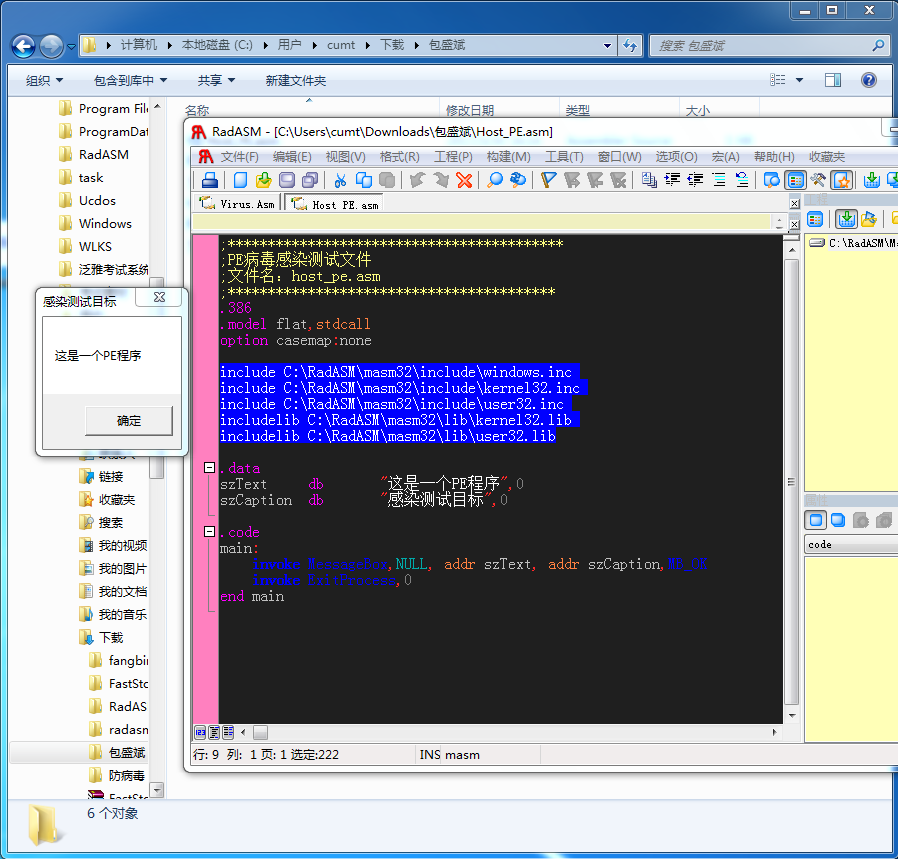 计算机 本地磁盘 (C:) 用户 cumt 下载 包盛斌
搜索 包盛斌
组织 包含到库中 共享 新建文件夹
名称 修改日期 类型 大小
Program File
ProgramDat
RadASM
task
Ucdos
Windows
WLKS
泛雅考试系统
感染测试目标
这是一个PE程序
确定
链接
收藏夹
搜索
我的视频
我的图片
我的文档
我的音乐
下载
fangbin
FastSto
RadAS
radasm
包盛斌
防病毒
FastSto
6 个对象
RadASM - [C:\Users\cumt\Downloads\包盛斌\Host_PE.asm]
文件(F) 编辑(E) 视图(V) 格式(R) 工程(P) 构建(M) 工具(T) 窗口(W) 选项(O) 宏(A) 帮助(H) 收藏夹
Virus.Asm Host_PE.asm
;*****************************************
;PE病毒感染测试文件
;文件名：host_pe.asm
;****************************************
.386
.model flat,stdcall
option casemap:none
include C:\RadASM\masm32\include\windows.inc
include C:\RadASM\masm32\include\kernel32.inc
include C:\RadASM\masm32\include\user32.inc
includelib C:\RadASM\masm32\lib\kernel32.lib
includelib C:\RadASM\masm32\lib\user32.lib
.data
szText db "这是一个PE程序",0
szCaption db "感染测试目标",0
.code
main:
invoke MessageBox,NULL, addr szText, addr szCaption,MB_OK
invoke ExitProcess,0
end main
行: 9 列: 1 页: 1 选定:222 INS masm
C:\RadASM\M
code